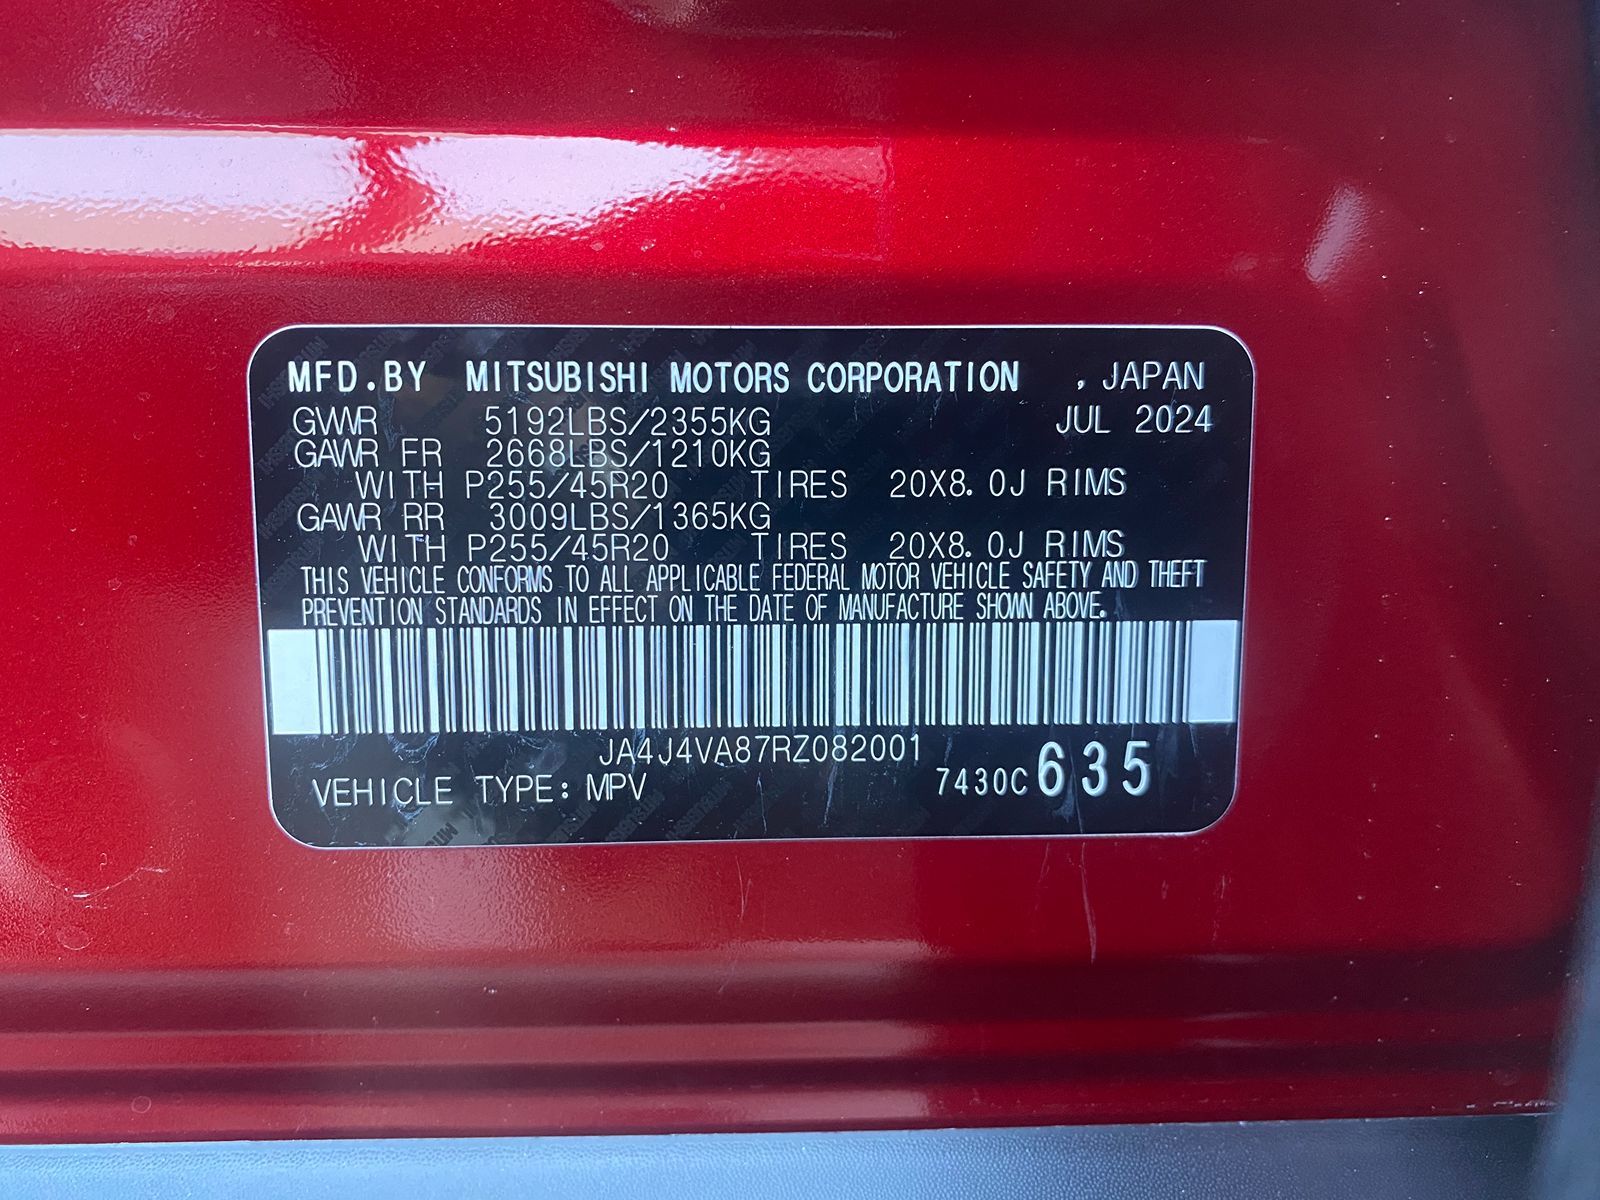 MFD.BY MITSUBISHI MOTORS CORPORATION , JAPAN
GVWR 5192LBS/2355KG JUL 2024
GAWR FR 2668LBS/1210KG
WITH P255/45R20 TIRES 20X8.0J RIMS
GAWR RR 3009LBS/1365KG
WITH P255/45R20 TIRES 20X8.0J RIMS
THIS VEHICLE CONFORMS TO ALL APPLICABLE FEDERAL MOTOR VEHICLE SAFETY AND THEFT
PREVENTION STANDARDS IN EFFECT ON THE DATE OF MANUFACTURE SHOWN ABOVE.
JA4J4VA87RZ082001
VEHICLE TYPE: MPV 7430C 635